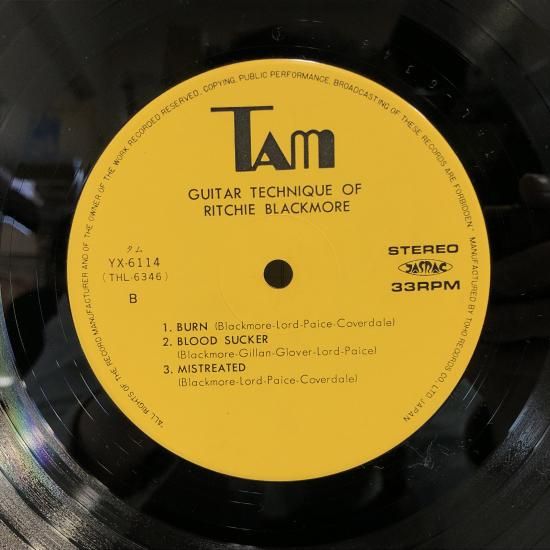 "ALL RIGHTS OF THE RECORD MANUFACTURER AND OF THE OWNER OF THE WORK RECORDED RESERVED. COPYING, PUBLIC PERFORMANCE, BROADCASTING OF THESE RECORDS ARE FORBIDDEN." MANUFACTURED BY TOHO RECORDS CO., LTD. JAPAN
TAM
GUITAR TECHNIQUE OF
RITCHIE BLACKMORE
タム
YX-6114
(THL-6346)
B
STEREO
JASRAC
33RPM
1. BURN (Blackmore-Lord-Paice-Coverdale)
2. BLOOD SUCKER
(Blackmore-Gillan-Glover-Lord-Paice)
3. MISTREATED
(Blackmore-Lord-Paice-Coverdale)